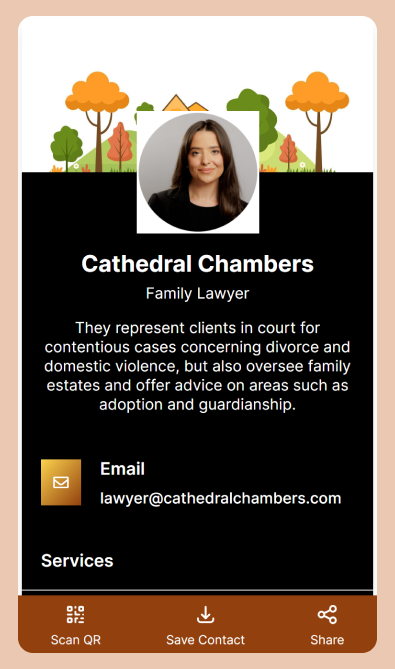 Cathedral Chambers
Family Lawyer
They represent clients in court for
contentious cases concerning divorce and
domestic violence, but also oversee family
estates and offer advice on areas such as
adoption and guardianship.
Email
lawyer@cathedralchambers.com
Services
Scan QR
Save Contact
Share